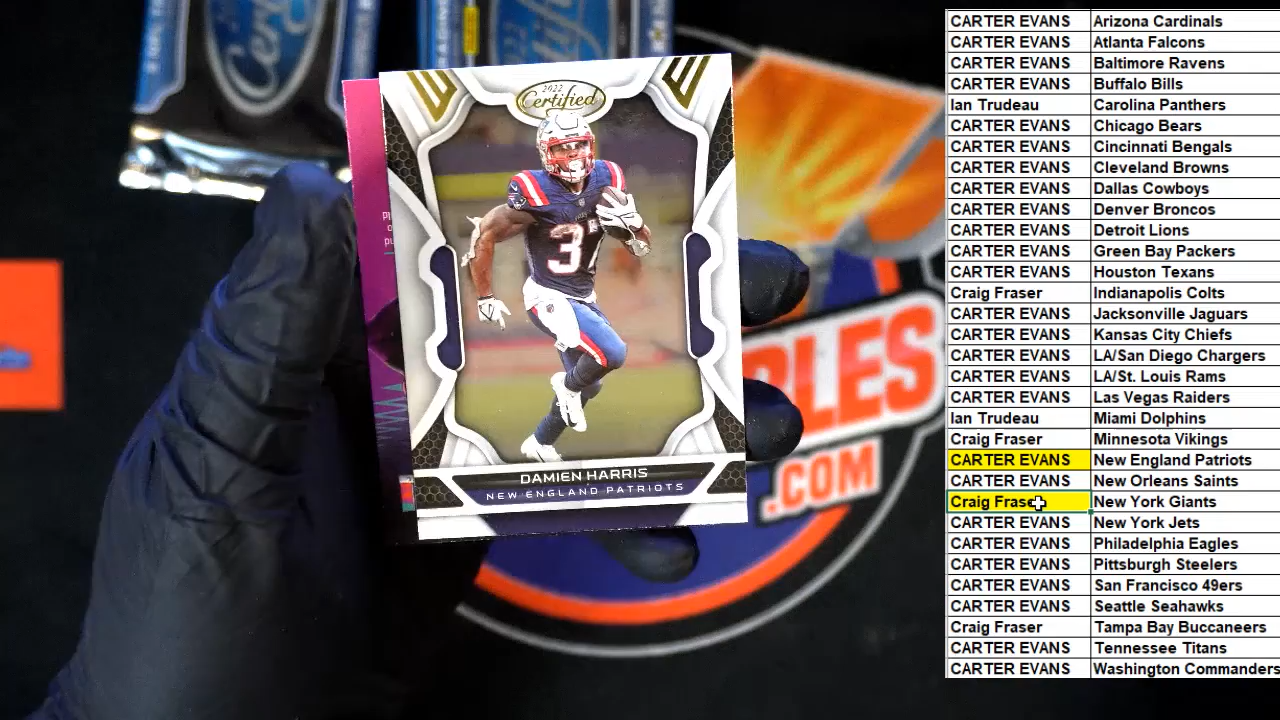 2022
Certified
37
DAMIEN HARRIS
NEW ENGLAND PATRIOTS
PLES
.COM
CARTER EVANS Arizona Cardinals
CARTER EVANS Atlanta Falcons
CARTER EVANS Baltimore Ravens
CARTER EVANS Buffalo Bills
Ian Trudeau Carolina Panthers
CARTER EVANS Chicago Bears
CARTER EVANS Cincinnati Bengals
CARTER EVANS Cleveland Browns
CARTER EVANS Dallas Cowboys
CARTER EVANS Denver Broncos
CARTER EVANS Detroit Lions
CARTER EVANS Green Bay Packers
CARTER EVANS Houston Texans
Craig Fraser Indianapolis Colts
CARTER EVANS Jacksonville Jaguars
CARTER EVANS Kansas City Chiefs
CARTER EVANS LA/San Diego Chargers
CARTER EVANS LA/St. Louis Rams
CARTER EVANS Las Vegas Raiders
Ian Trudeau Miami Dolphins
Craig Fraser Minnesota Vikings
CARTER EVANS New England Patriots
CARTER EVANS New Orleans Saints
Craig Fraser New York Giants
CARTER EVANS New York Jets
CARTER EVANS Philadelphia Eagles
CARTER EVANS Pittsburgh Steelers
CARTER EVANS San Francisco 49ers
CARTER EVANS Seattle Seahawks
Craig Fraser Tampa Bay Buccaneers
CARTER EVANS Tennessee Titans
CARTER EVANS Washington Commanders